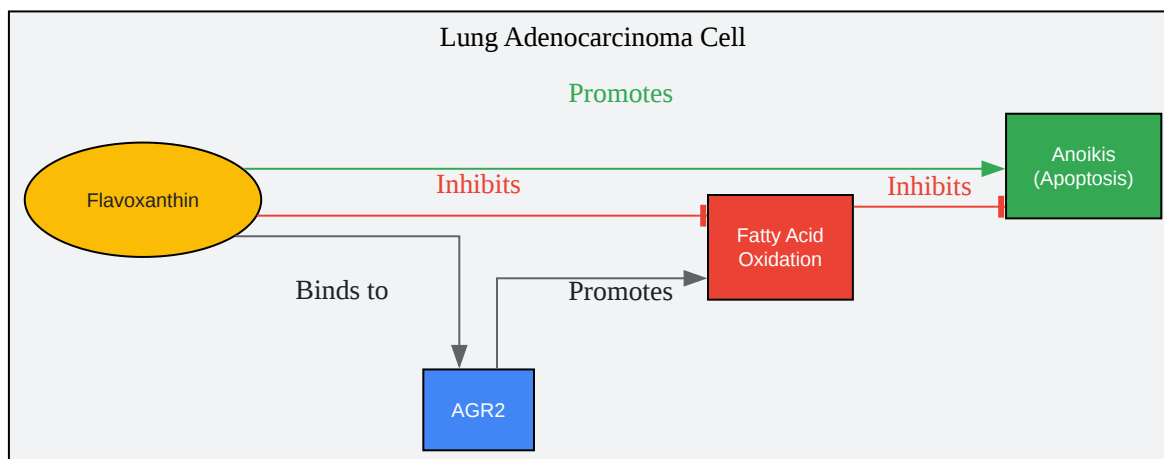 Lung Adenocarcinoma Cell
Promotes
Anoikis
(Apoptosis)
Inhibits
Inhibits
Flavoxanthin
Fatty Acid
Oxidation
Binds to
Promotes
AGR2